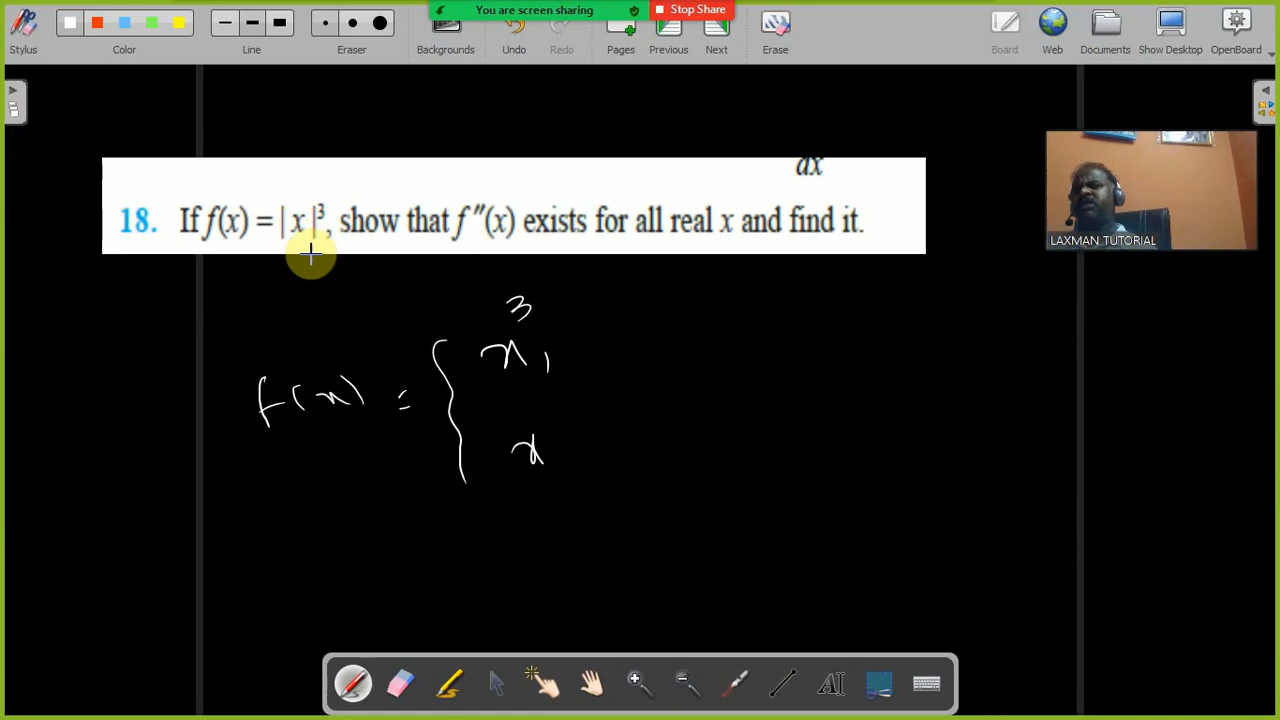 You are screen sharing Stop Share
Stylus Color Line Eraser Backgrounds Undo Redo Pages Previous Next Erase Board Web Documents Show Desktop OpenBoard
dx
18. If f(x) = | x |³, show that f ″(x) exists for all real x and find it.
LAXMAN TUTORIAL
3
x ,
f(x) = {
x
AI